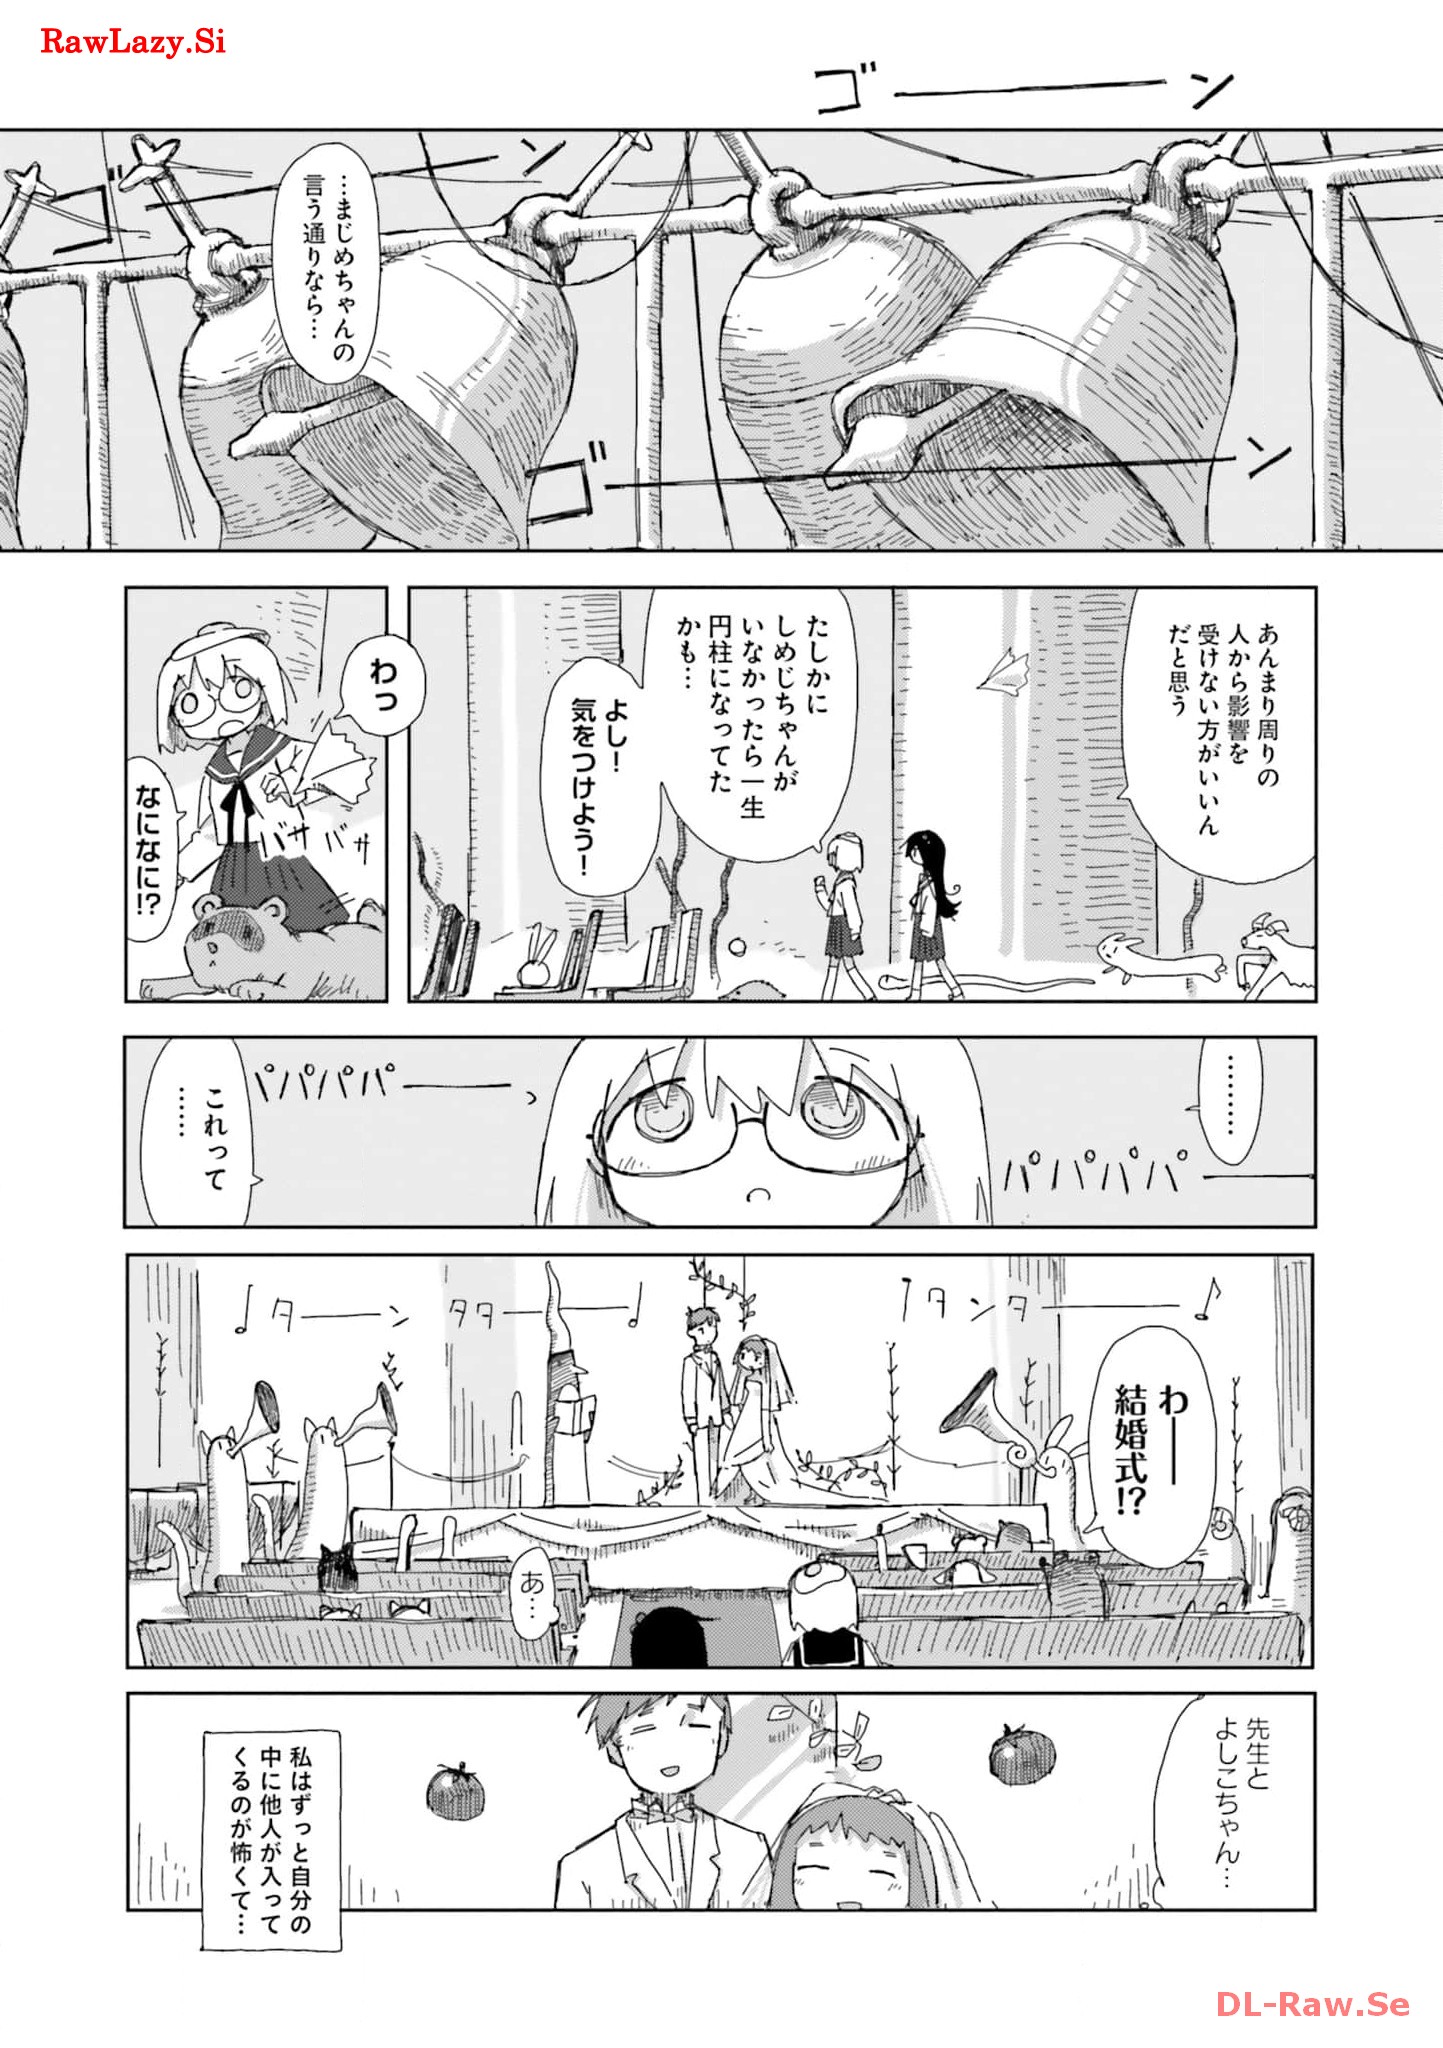 RawLazy.Si
ゴーーーン
ゴーーーン
ゴーーーン
…まじめちゃんの
言う通りなら…
あんまり周りの
人から影響を
受けない方がいいん
だと思う
たしかに
しめじちゃんが
いなかったら一生
円柱になってた
かも…
よし!
気をつけよう!
わっ
バサバサ
なになに!?
………
パパパパーーー
パパパパーーーっ
これって
……
♪タンタターーー♪
♩ターーンタターーー♩
わーー
結婚式!?
あ…
先生と
よしこちゃん…
私はずっと自分の
中に他人が入って
くるのが怖くて…
DL-Raw.Se